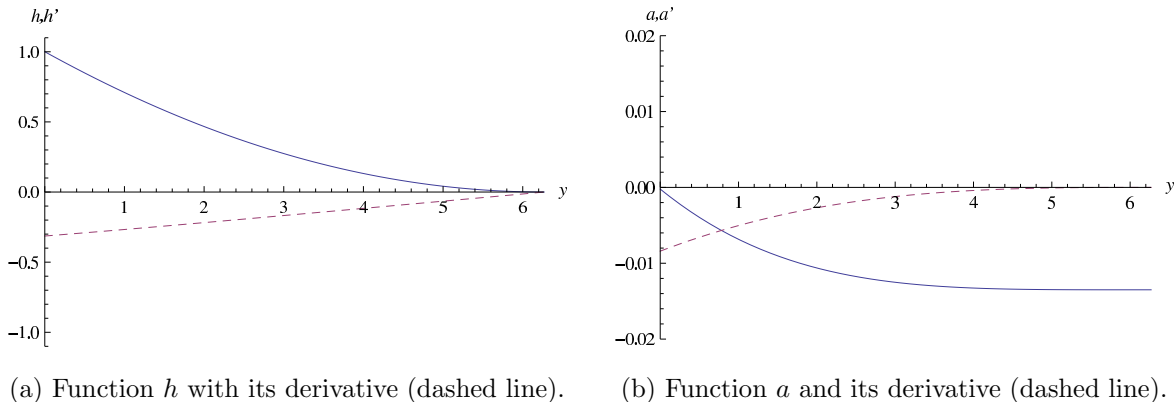 h,h'
1.0
0.5
0.0
−0.5
−1.0
1 2 3 4 5 6 y
a,a'
0.02
0.01
0.00
−0.01
−0.02
1 2 3 4 5 6 y
(a) Function h with its derivative (dashed line).
(b) Function a and its derivative (dashed line).